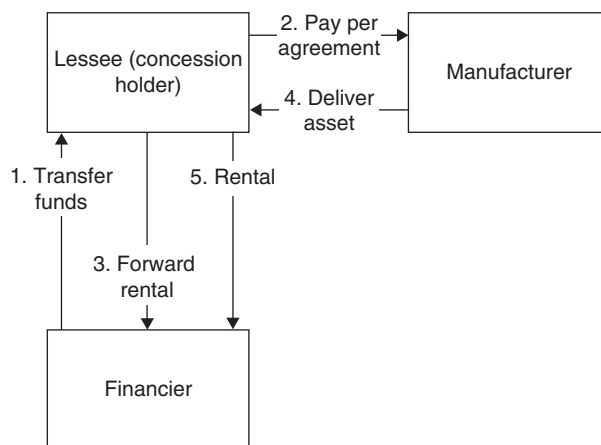 Lessee (concession
holder)
2. Pay per
agreement
Manufacturer
4. Deliver
asset
1. Transfer
funds
5. Rental
3. Forward
rental
Financier